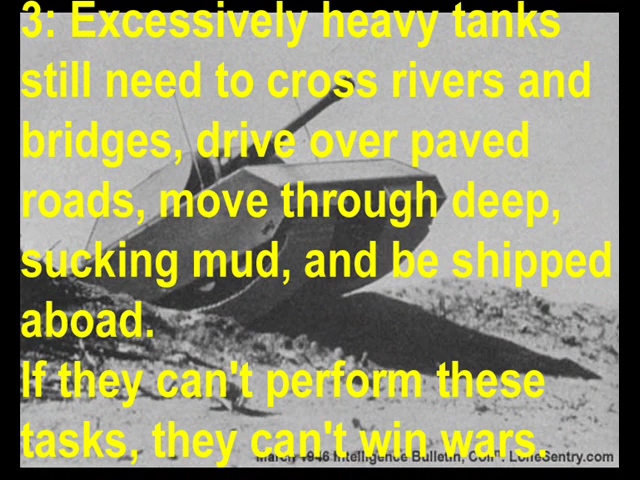 3: Excessively heavy tanks
still need to cross rivers and
bridges, drive over paved
roads, move through deep,
sucking mud, and be shipped
aboad.
If they can't perform these
tasks, they can't win wars.
March 1946 Intelligence Bulletin, LoneSentry.com